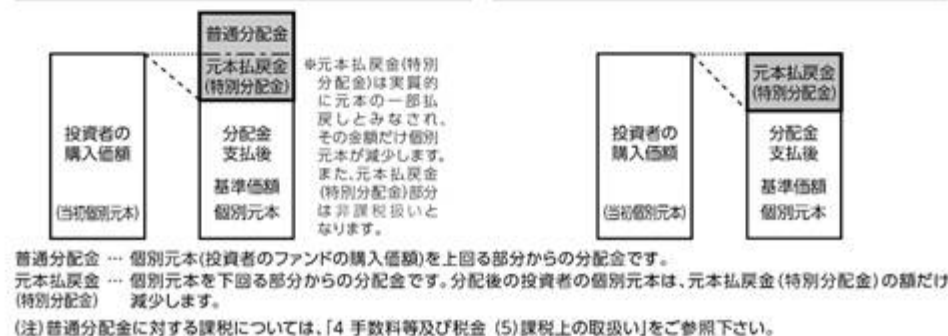 普通分配金
元本払戻金
(特別分配金)
投資者の
購入価額
(当初個別元本)
分配金
支払後
基準価額
個別元本
※元本払戻金(特別
分配金)は実質的
に元本の一部払
戻しとみなされ、
その金額だけ個別
元本が減少します。
また、元本払戻金
(特別分配金)部分
は非課税扱いと
なります。
元本払戻金
(特別分配金)
投資者の
購入価額
(当初個別元本)
分配金
支払後
基準価額
個別元本
普通分配金 … 個別元本(投資者のファンドの購入価額)を上回る部分からの分配金です。
元本払戻金 … 個別元本を下回る部分からの分配金です。分配後の投資者の個別元本は、元本払戻金(特別分配金)の額だけ
(特別分配金) 減少します。
(注)普通分配金に対する課税については、「4 手数料等及び税金 (5)課税上の取扱い」をご参照下さい。